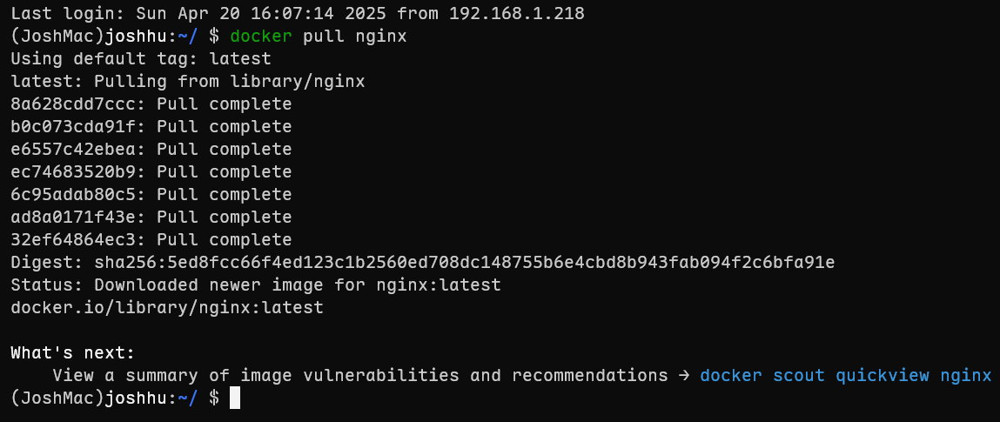 Last login: Sun Apr 20 16:07:14 2025 from 192.168.1.218
(JoshMac)joshhu:~/ $ docker pull nginx
Using default tag: latest
latest: Pulling from library/nginx
8a628cdd7ccc: Pull complete
b0c073cda91f: Pull complete
e6557c42ebea: Pull complete
ec74683520b9: Pull complete
6c95adab80c5: Pull complete
ad8a0171f43e: Pull complete
32ef64864ec3: Pull complete
Digest: sha256:5ed8fcc66f4ed123c1b2560ed708dc148755b6e4cbd8b943fab094f2c6bfa91e
Status: Downloaded newer image for nginx:latest
docker.io/library/nginx:latest

What's next:
    View a summary of image vulnerabilities and recommendations → docker scout quickview nginx
(JoshMac)joshhu:~/ $